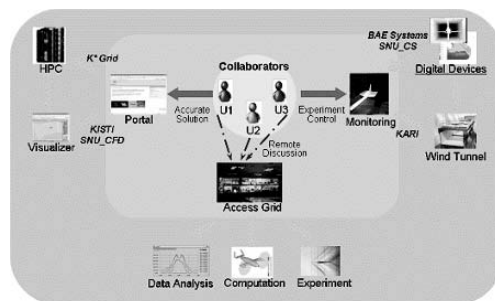 BAE Systems
SNU_CS
K* Grid
Collaborators
HPC
Digital Devices
U1
U3
Portal
Accurate
Solution
U2
Experiment
Control
Monitoring
KISTI
SNU_CFD
Remote
Discussion
KARI
Visualizer
Wind Tunnel
Access Grid
Data Analysis
Computation
Experiment